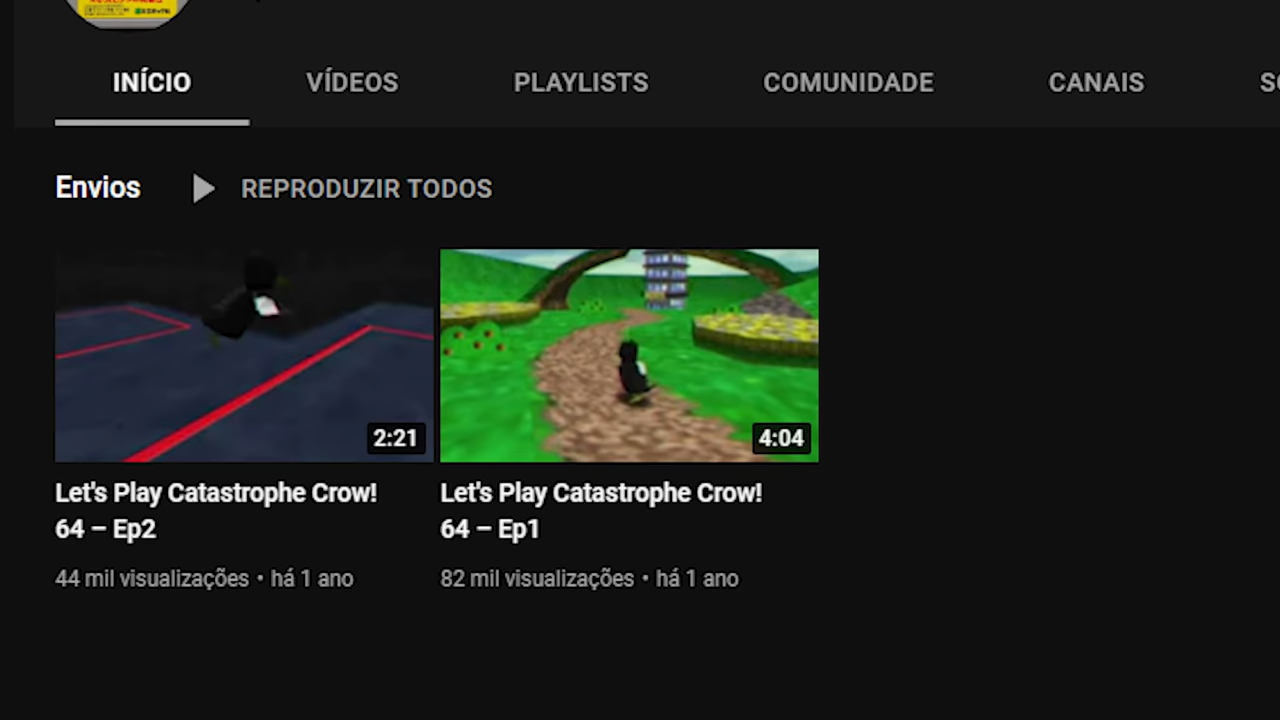 INÍCIO VÍDEOS PLAYLISTS COMUNIDADE CANAIS
Envios REPRODUZIR TODOS
2:21
4:04
Let's Play Catastrophe Crow!
64 – Ep2
44 mil visualizações • há 1 ano
Let's Play Catastrophe Crow!
64 – Ep1
82 mil visualizações • há 1 ano